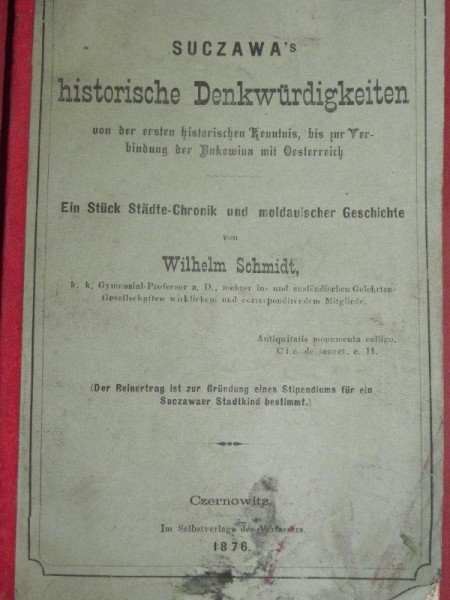 SUCZAWA's
historische Denkwürdigkeiten
von der ersten historischen Kenntnis, bis zur Ver-
bindung der Bukowina mit Oesterreich
Ein Stück Städte-Chronik und moldauischer Geschichte
von
Wilhelm Schmidt,
k. k. Gymnasial-Professor a. D., mehrer in- und ausländischen Gelehrten-
Gesellschaften wirklichem und correspondirendem Mitgliede.
Antiquitatis monumenta colligo.
Cic. de senect. c. 11.
(Der Reinertrag ist zur Gründung eines Stipendiums für ein
Suczawaer Stadtkind bestimmt.)
Czernowitz.
Im Selbstverlage des Verfassers.
1876.